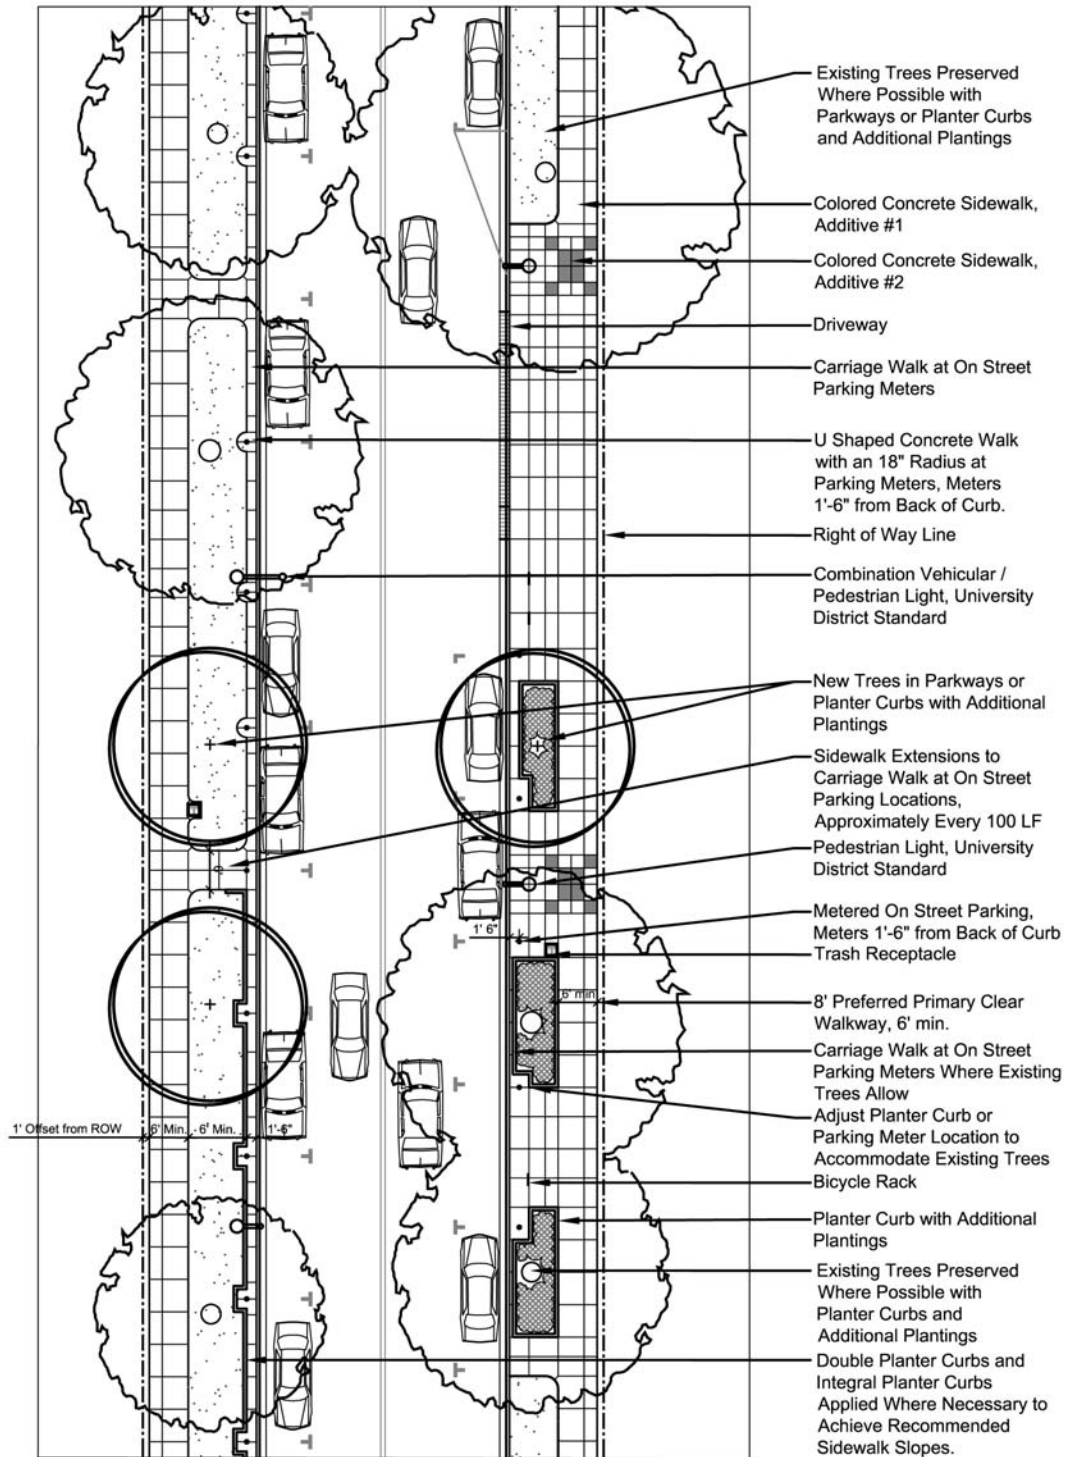 Existing Trees Preserved
Where Possible with
Parkways or Planter Curbs
and Additional Plantings
Colored Concrete Sidewalk,
Additive #1
Colored Concrete Sidewalk,
Additive #2
Driveway
Carriage Walk at On Street
Parking Meters
U Shaped Concrete Walk
with an 18" Radius at
Parking Meters, Meters
1'-6" from Back of Curb.
Right of Way Line
Combination Vehicular /
Pedestrian Light, University
District Standard
New Trees in Parkways or
Planter Curbs with Additional
Plantings
Sidewalk Extensions to
Carriage Walk at On Street
Parking Locations,
Approximately Every 100 LF
Pedestrian Light, University
District Standard
Metered On Street Parking,
Meters 1'-6" from Back of Curb
1' 6"
Trash Receptacle
6' min
8' Preferred Primary Clear
Walkway, 6' min.
Carriage Walk at On Street
Parking Meters Where Existing
Trees Allow
Adjust Planter Curb or
Parking Meter Location to
Accommodate Existing Trees
1' Offset from ROW 6' Min. 6' Min. 1'-6"
Bicycle Rack
Planter Curb with Additional
Plantings
Existing Trees Preserved
Where Possible with
Planter Curbs and
Additional Plantings
Double Planter Curbs and
Integral Planter Curbs
Applied Where Necessary to
Achieve Recommended
Sidewalk Slopes.